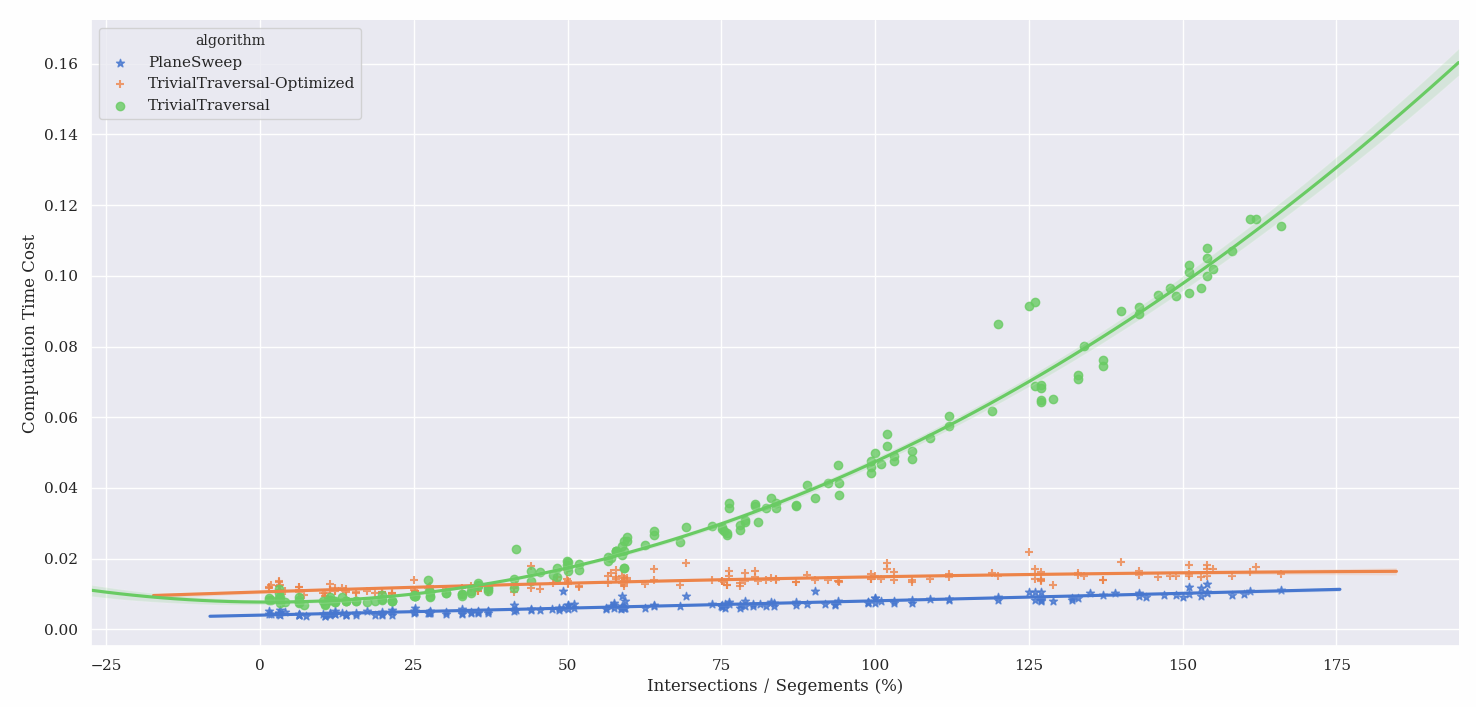 algorithm
PlaneSweep
TrivialTraversal-Optimized
TrivialTraversal
Computation Time Cost
0.16
0.14
0.12
0.10
0.08
0.06
0.04
0.02
0.00
−25 0 25 50 75 100 125 150 175
Intersections / Segements (%)